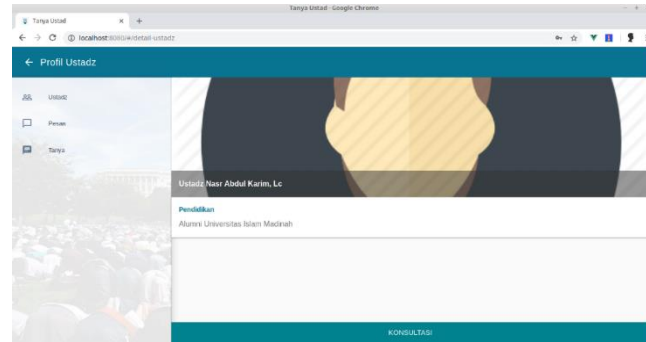 Tanya Ustad - Google Chrome
Tanya Ustad
localhost:8080/#/detail-ustadz
Profil Ustadz
Ustadz
Pesan
Tanya
Ustadz Nasr Abdul Karim, Lc
Pendidikan
Alumni Universitas Islam Madinah
KONSULTASI